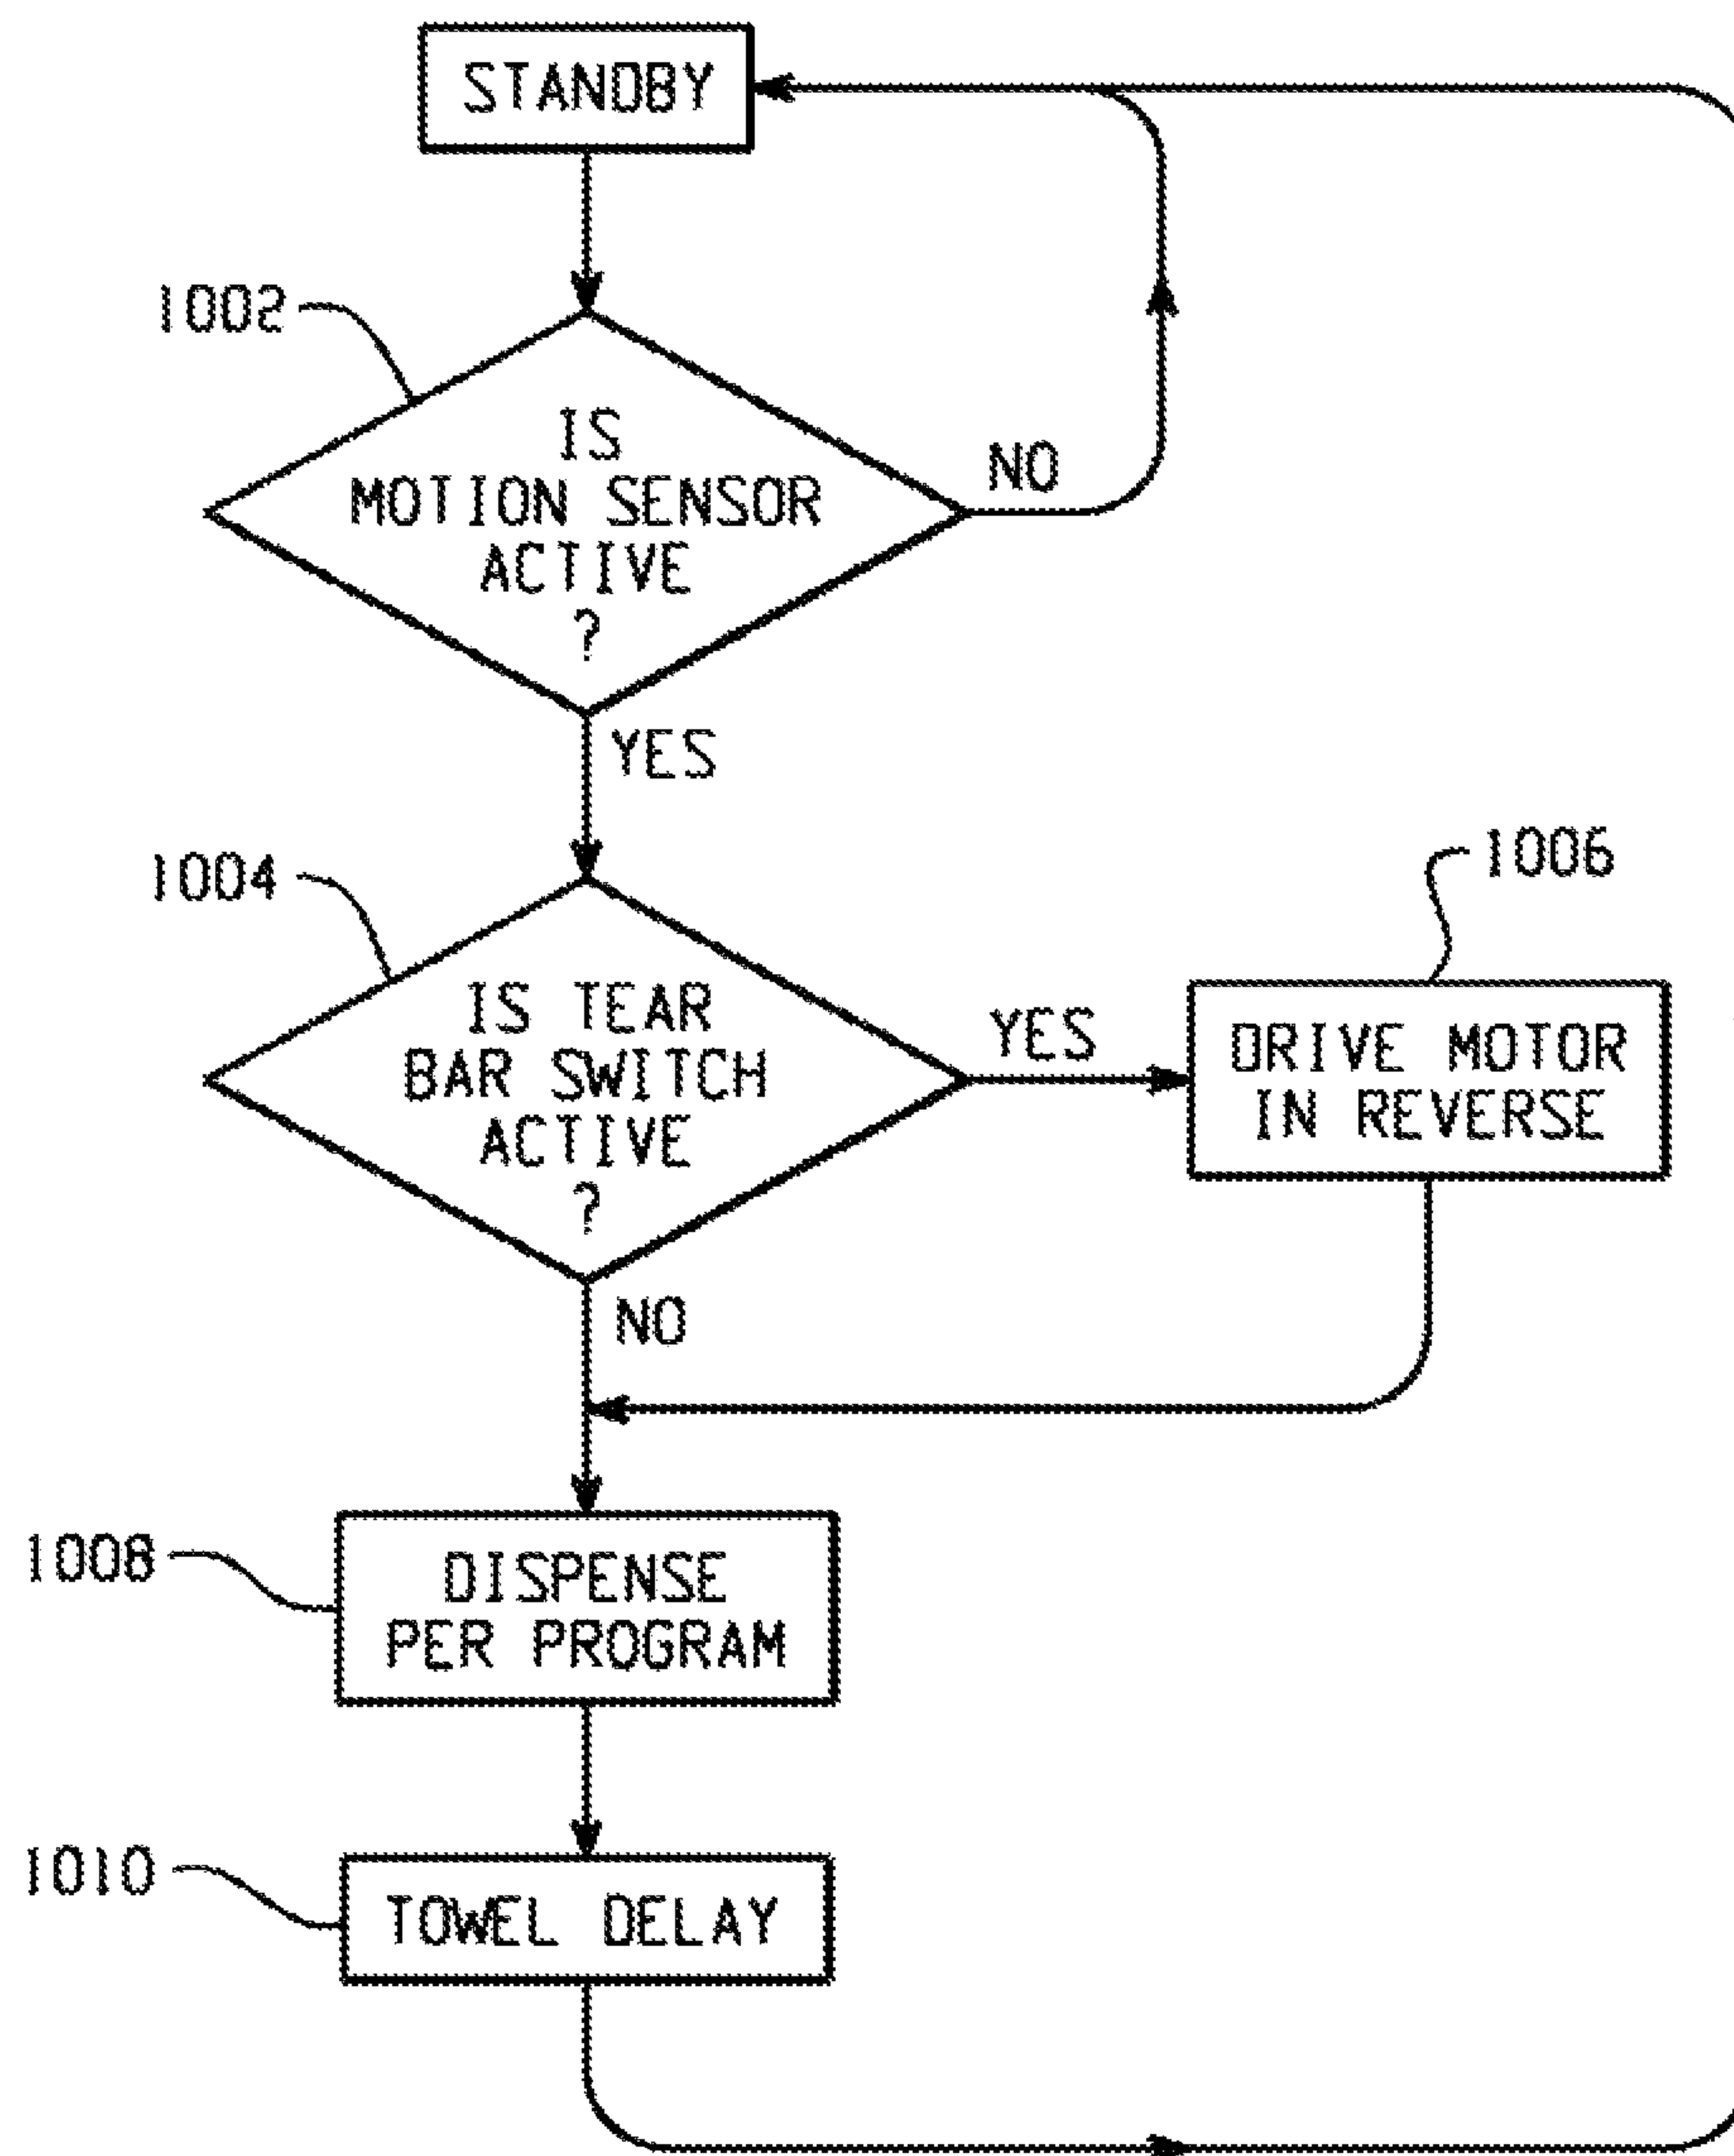 STANDBY
1002
IS
MOTION SENSOR
ACTIVE
?
NO
YES
1004
IS TEAR
BAR SWITCH
ACTIVE
?
YES
1006
DRIVE MOTOR
IN REVERSE
NO
1008
DISPENSE
PER PROGRAM
1010
TOWEL DELAY